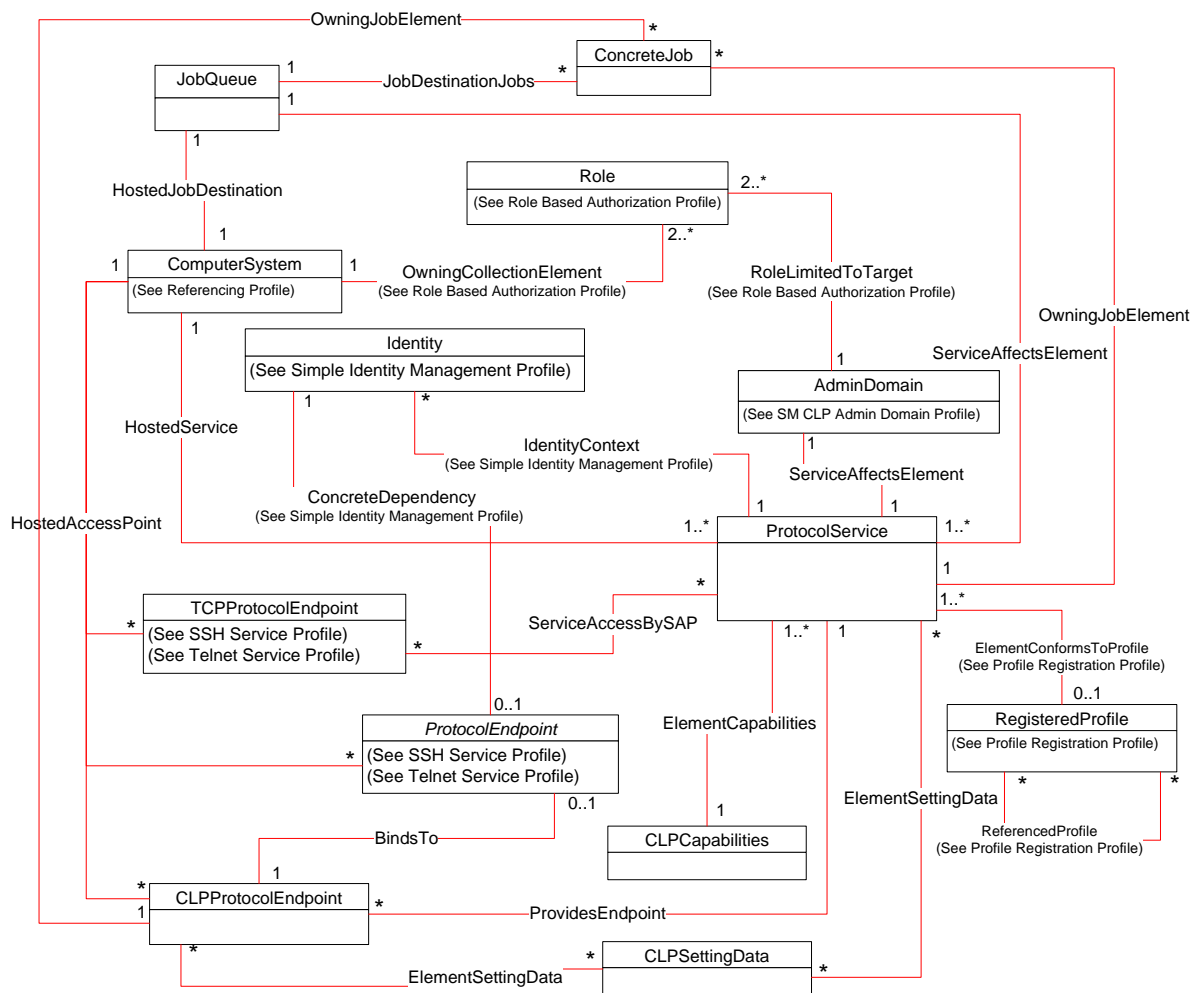 OwningJobElement
*
ConcreteJob
*
JobQueue
1
JobDestinationJobs
*
1
1
HostedJobDestination
1
Role
(See Role Based Authorization Profile)
2..*
2..*
1
ComputerSystem
(See Referencing Profile)
1
OwningCollectionElement
(See Role Based Authorization Profile)
RoleLimitedToTarget
(See Role Based Authorization Profile)
OwningJobElement
1
Identity
(See Simple Identity Management Profile)
ServiceAffectsElement
1
AdminDomain
(See SM CLP Admin Domain Profile)
1
*
HostedService
IdentityContext
(See Simple Identity Management Profile)
1
ServiceAffectsElement
ConcreteDependency
(See Simple Identity Management Profile)
HostedAccessPoint
1
1
1..*
ProtocolService
1..*
1
*
1..*
TCPProtocolEndpoint
(See SSH Service Profile)
(See Telnet Service Profile)
*
*
ServiceAccessBySAP
1..*
1
*
ElementConformsToProfile
(See Profile Registration Profile)
0..1
0..1
ProtocolEndpoint
(See SSH Service Profile)
(See Telnet Service Profile)
*
0..1
ElementCapabilities
RegisteredProfile
(See Profile Registration Profile)
*
*
ElementSettingData
ReferencedProfile
(See Profile Registration Profile)
BindsTo
1
CLPCapabilities
1
*
CLPProtocolEndpoint
1
*
ProvidesEndpoint
*
*
CLPSettingData
*
ElementSettingData